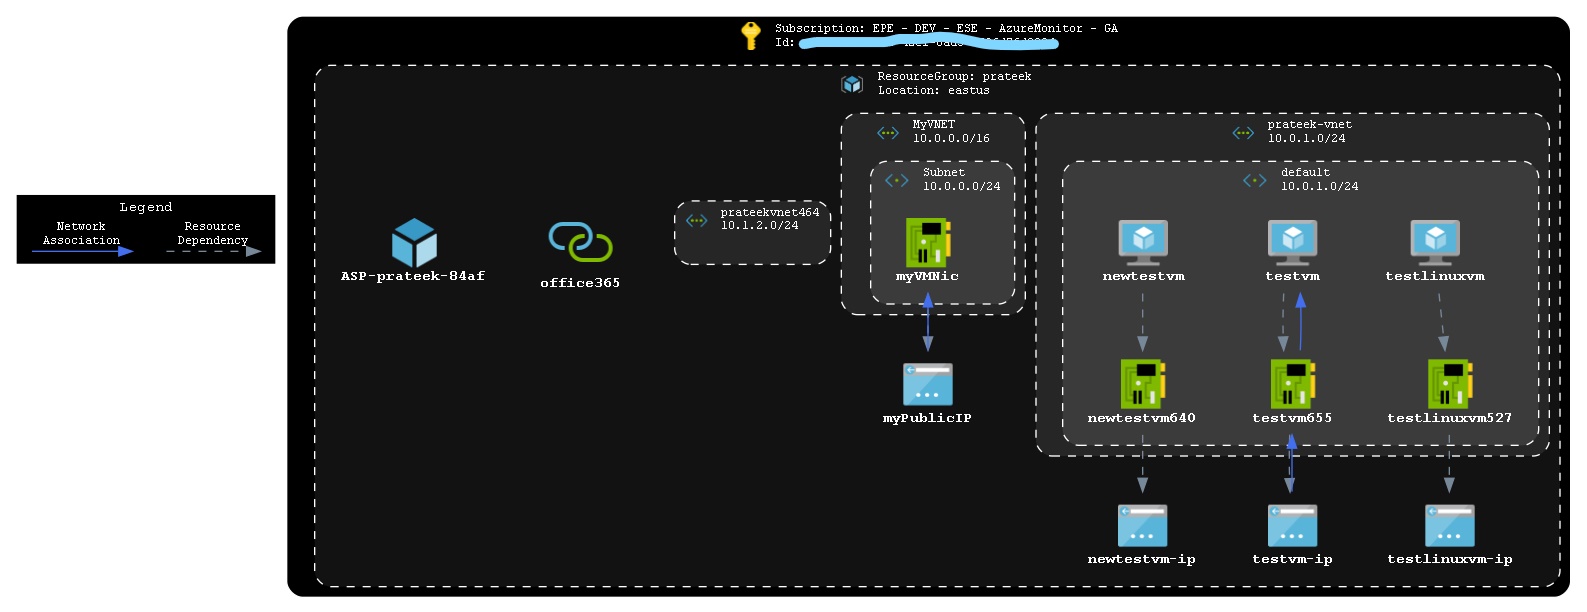 Subscription: EPE - DEV - ESE - AzureMonitor - GA
Id:
ResourceGroup: prateek
Location: eastus
MyVNET
10.0.0.0/16
prateek-vnet
10.0.1.0/24
Subnet
10.0.0.0/24
default
10.0.1.0/24
Legend
Network
Association
Resource
Dependency
prateekvnet464
10.1.2.0/24
ASP-prateek-84af
office365
myVMNic
newtestvm
testvm
testlinuxvm
myPublicIP
newtestvm640
testvm655
testlinuxvm527
newtestvm-ip
testvm-ip
testlinuxvm-ip